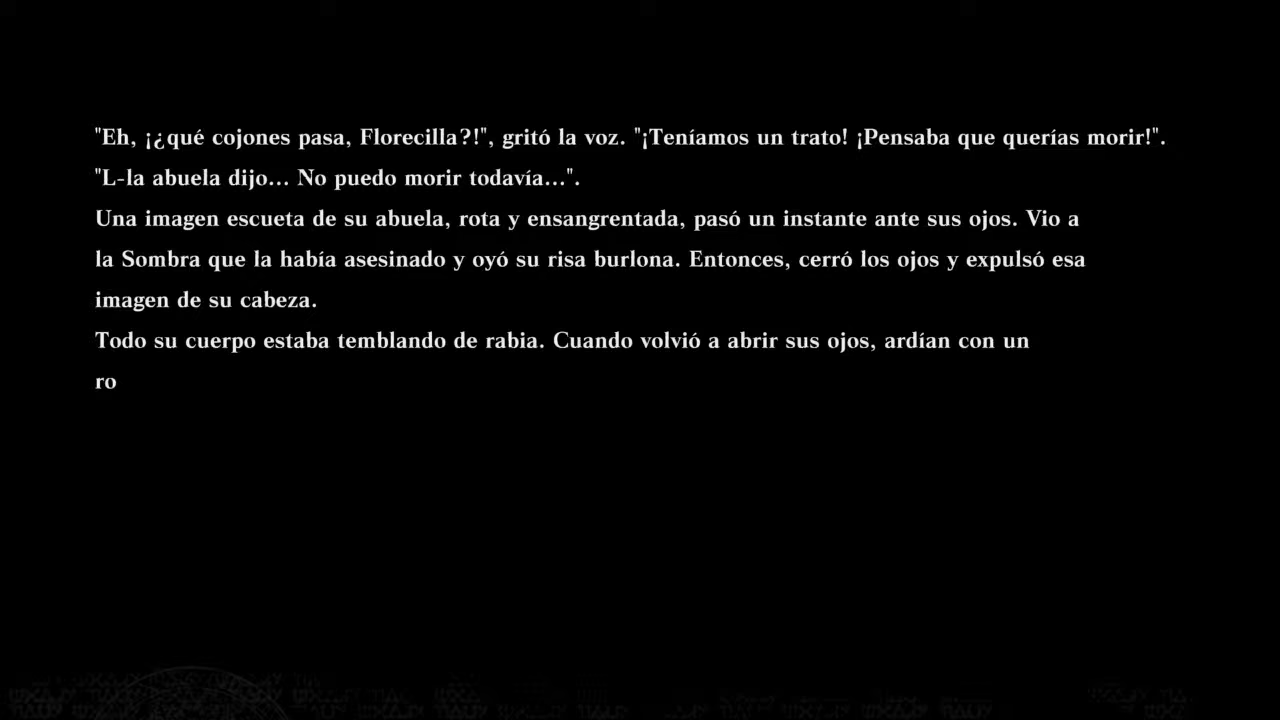 "Eh, ¡¿qué cojones pasa, Florecilla?!", gritó la voz. "¡Teníamos un trato! ¡Pensaba que querías morir!".
"L-la abuela dijo... No puedo morir todavía...".
Una imagen escueta de su abuela, rota y ensangrentada, pasó un instante ante sus ojos. Vio a
la Sombra que la había asesinado y oyó su risa burlona. Entonces, cerró los ojos y expulsó esa
imagen de su cabeza.
Todo su cuerpo estaba temblando de rabia. Cuando volvió a abrir sus ojos, ardían con un
ro